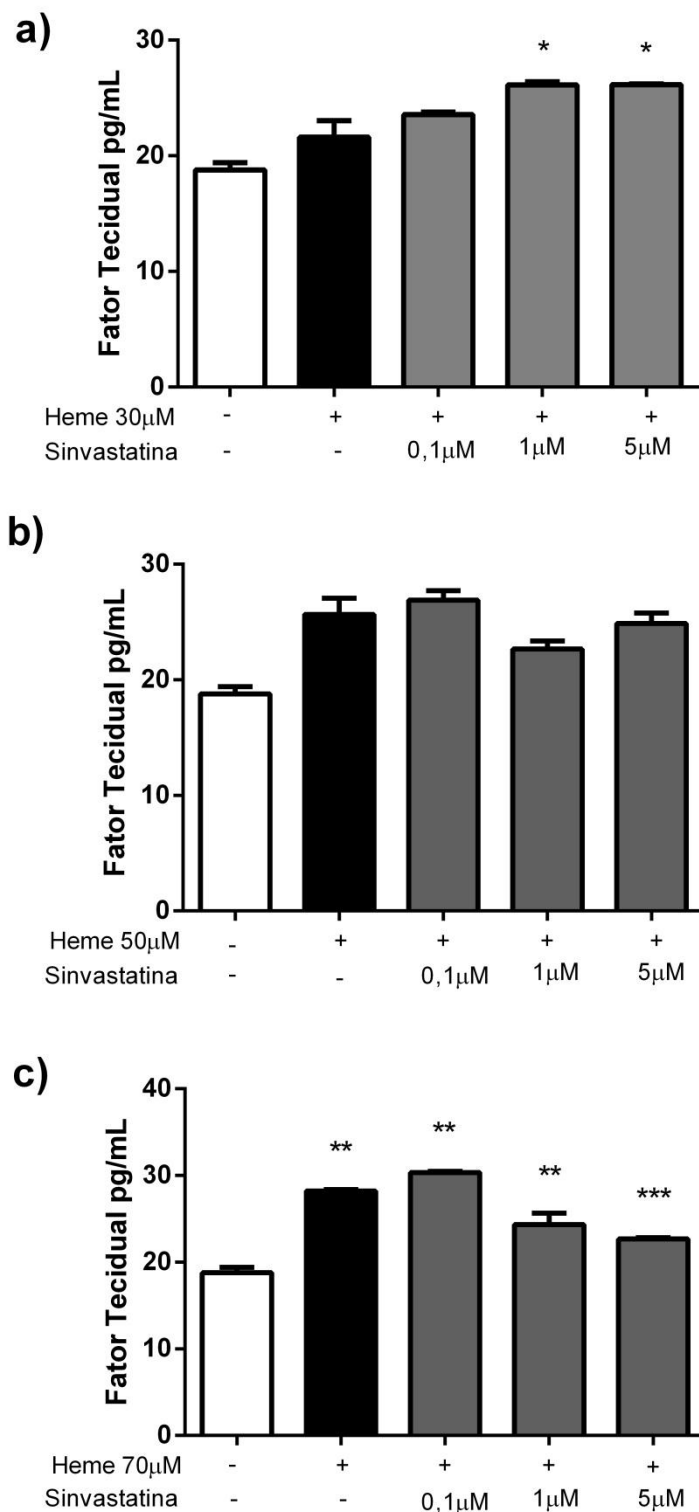 a)
Fator Tecidual pg/mL
30
20
10
0
* *
Heme 30μM - + + + +
Sinvastatina - - 0,1μM 1μM 5μM
b)
Fator Tecidual pg/mL
30
20
10
0
Heme 50μM - + + + +
Sinvastatina - - 0,1μM 1μM 5μM
c)
Fator Tecidual pg/mL
40
30
20
10
0
** ** ** ***
Heme 70μM - + + + +
Sinvastatina - - 0,1μM 1μM 5μM